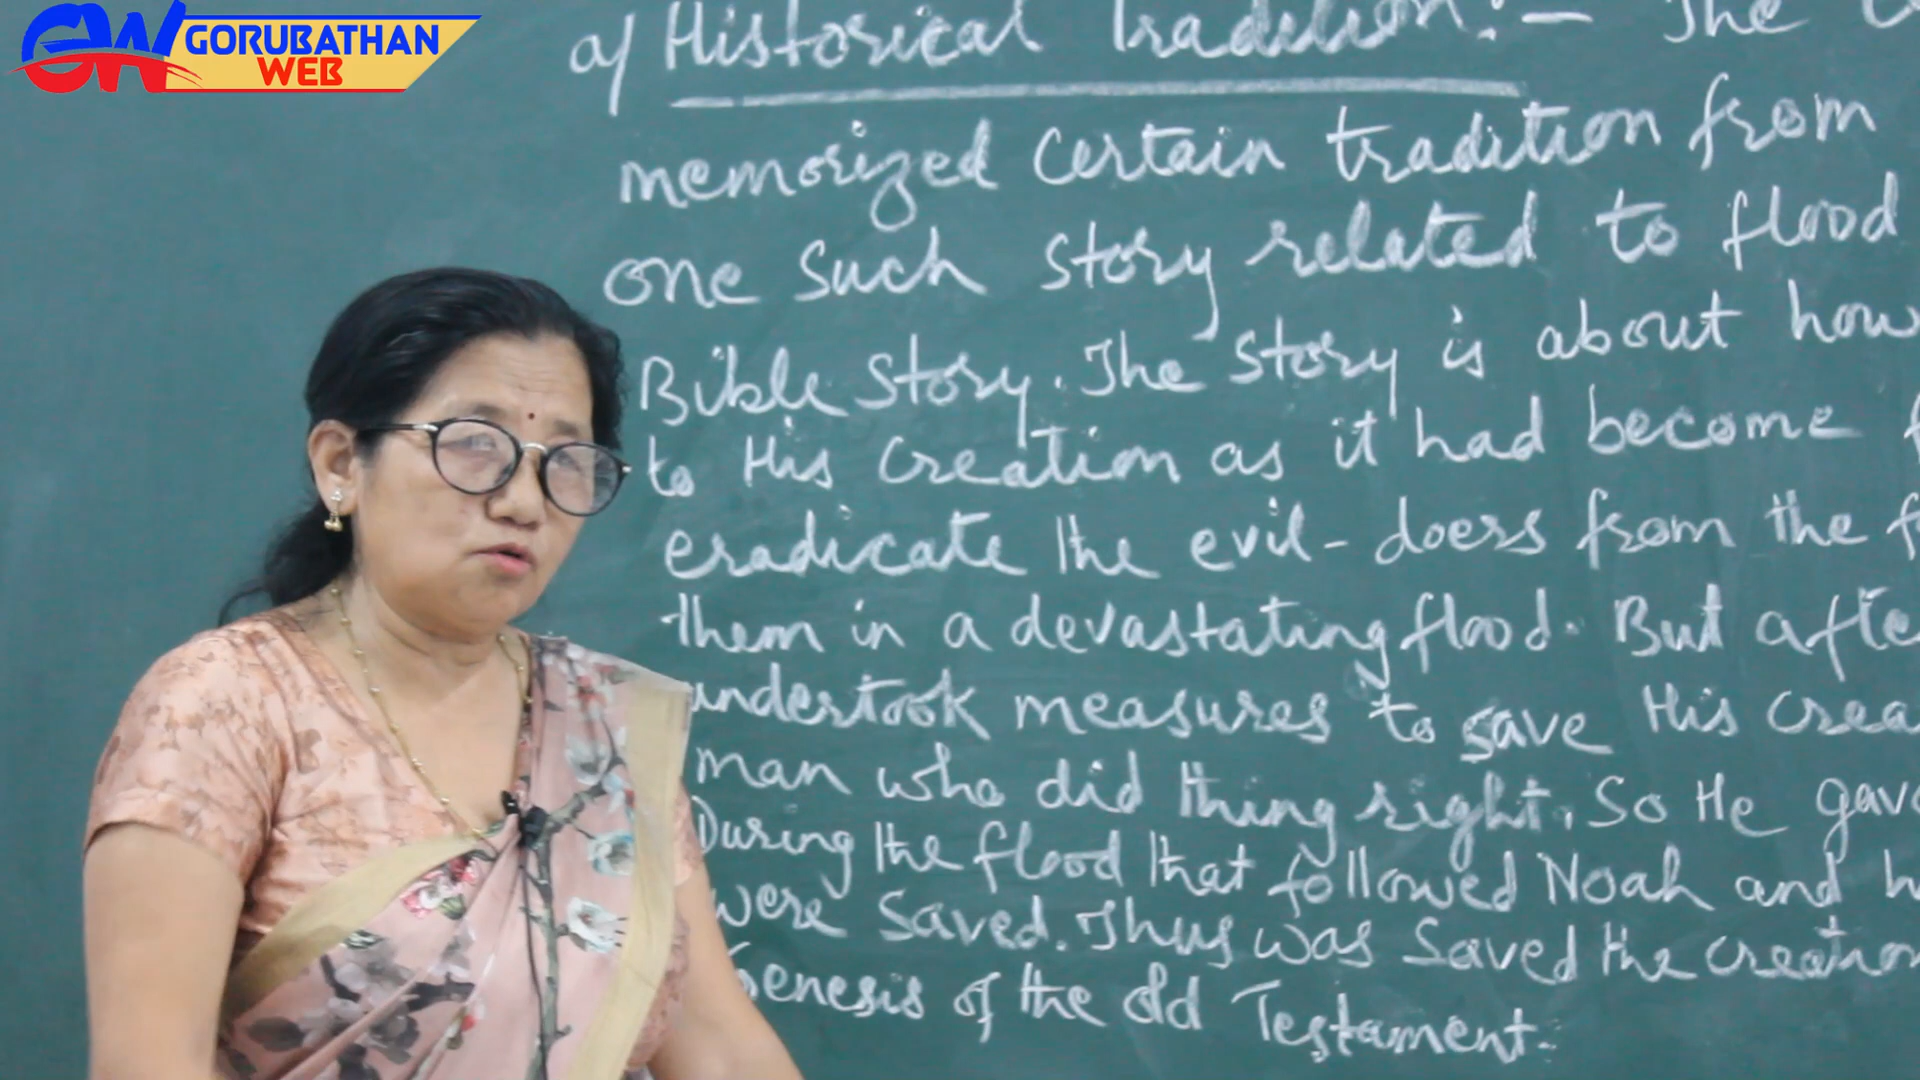 GW GORUBATHAN
WEB
a/ Historical Tradition:— The
memorized certain tradition from
one such story related to flood
Bible story. The story is about how
to His creation as it had become
eradicate the evil-doers from the
them in a devastating flood. But afte
undertook measures to save His crea
man who did thing right. So He gave
During the flood that followed Noah and h
were saved. Thus was saved the creation
Genesis of the old Testament.